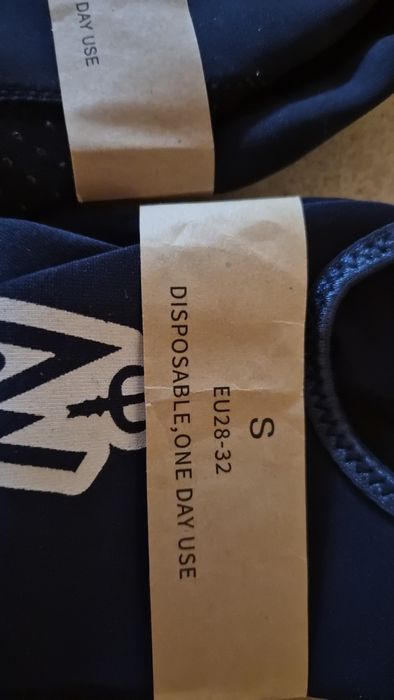 DAY USE
S
EU28-32
DISPOSABLE,ONE DAY USE